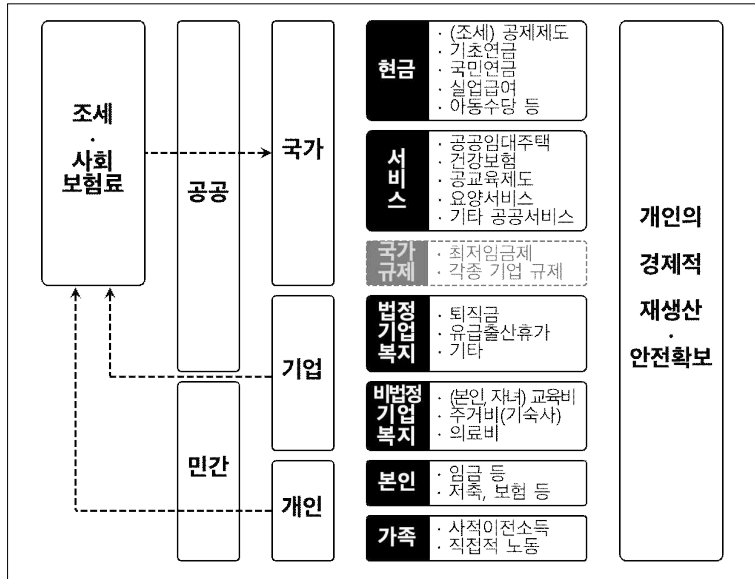 조세
·
사회
보험료
공공
민간
국가
기업
개인
현금
· (조세) 공제제도
· 기초연금
· 국민연금
· 실업급여
· 아동수당 등
서
비
스
· 공공임대주택
· 건강보험
· 공교육제도
· 요양서비스
· 기타 공공서비스
국가
규제
· 최저임금제
· 각종 기업 규제
법정
기업
복지
· 퇴직금
· 유급출산휴가
· 기타
비법정
기업
복지
· (본인, 자녀) 교육비
· 주거비(기숙사)
· 의료비
본인
· 임금 등
· 저축, 보험 등
가족
· 사적이전소득
· 직접적 노동
개인의
경제적
재생산
·
안전확보